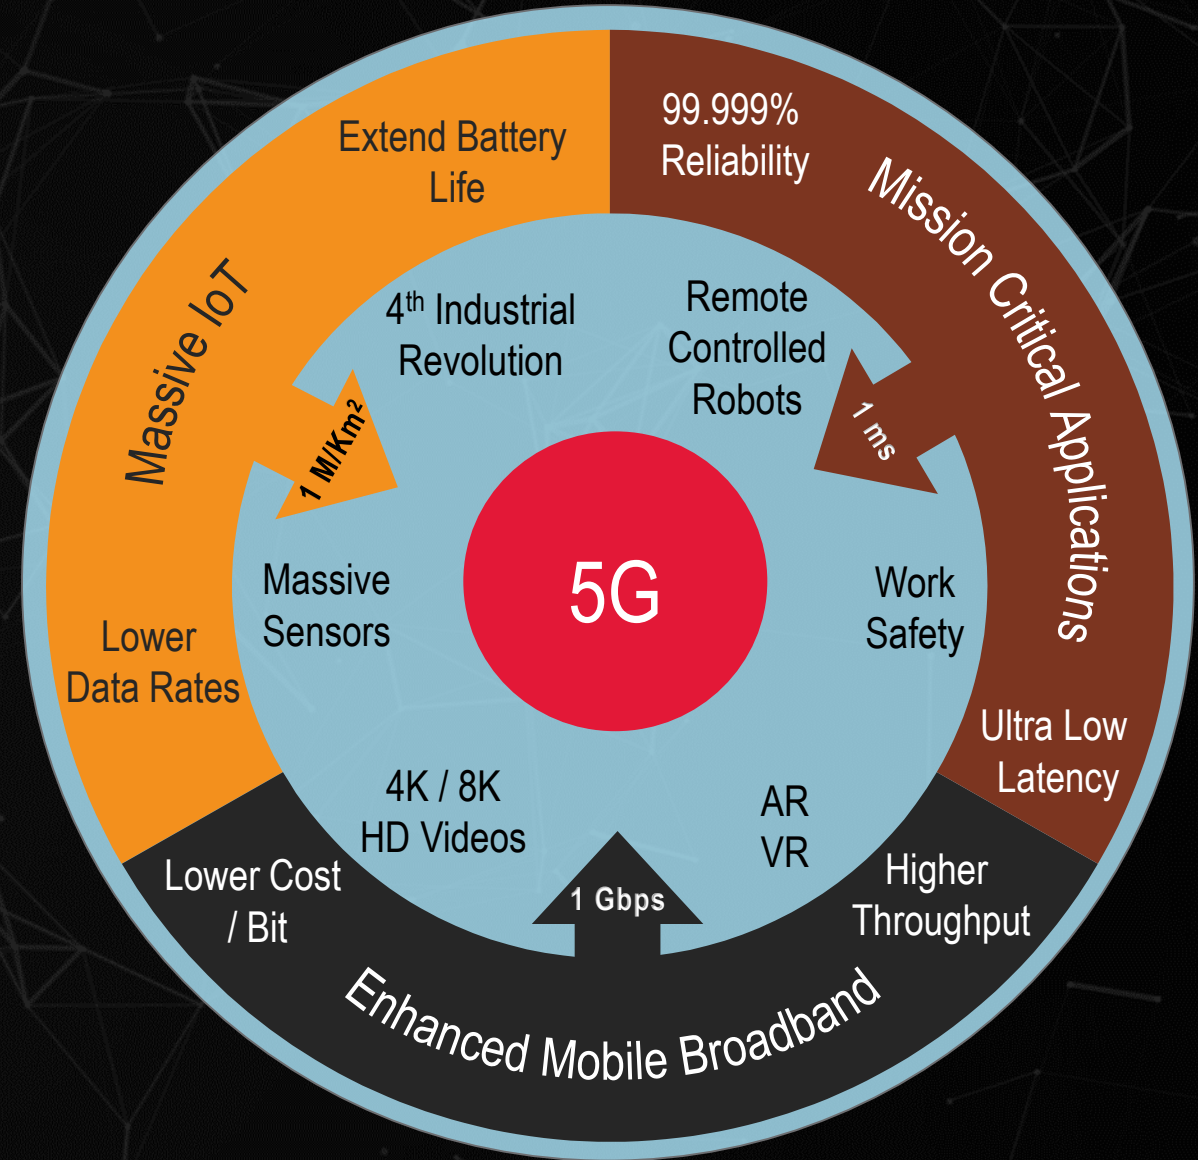 Extend Battery
Life
99.999%
Reliability
Massive IoT
Mission Critical Applications
4th Industrial
Revolution
Remote
Controlled
Robots
1 M/Km²
1 ms
5G
Massive
Sensors
Work
Safety
Lower
Data Rates
Ultra Low
Latency
4K / 8K
HD Videos
AR
VR
Lower Cost
/ Bit
1 Gbps
Higher
Throughput
Enhanced Mobile Broadband